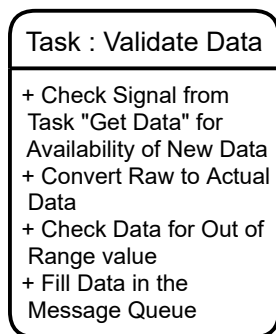 Task : Validate Data
+ Check Signal from
Task "Get Data" for
Availability of New Data
+ Convert Raw to Actual
Data
+ Check Data for Out of
Range value
+ Fill Data in the
Message Queue